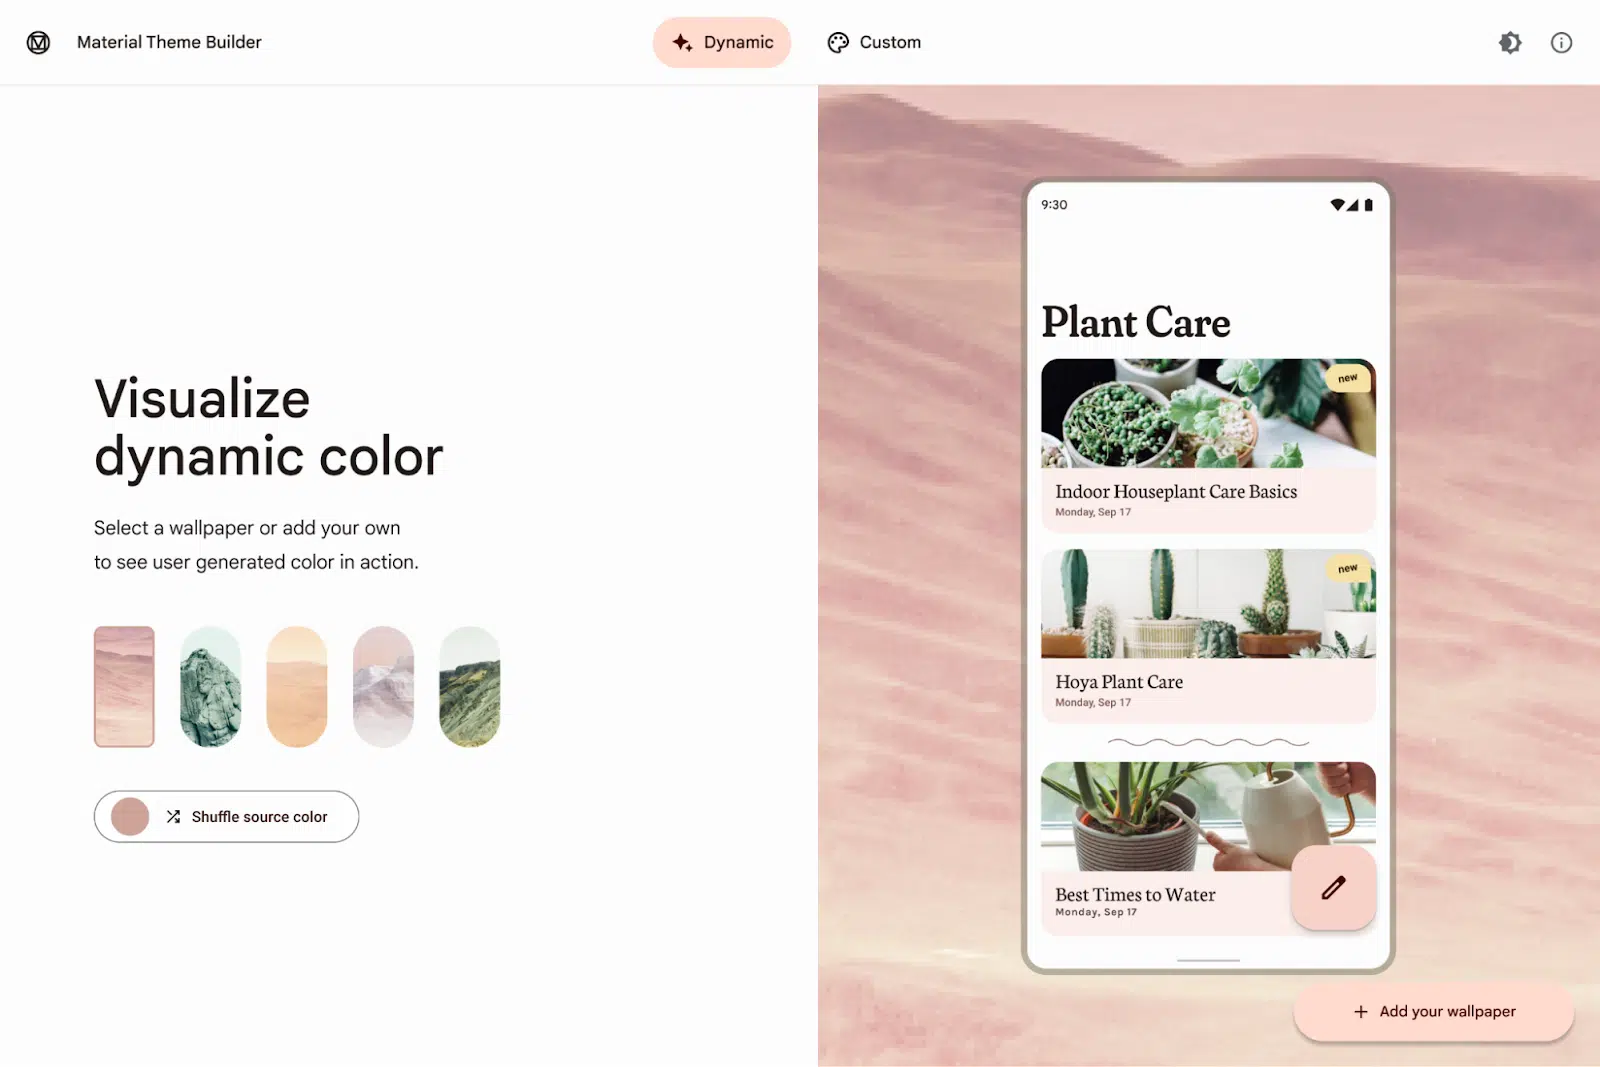 Material Theme Builder
Dynamic
Custom
Visualize
dynamic color
Select a wallpaper or add your own
to see user generated color in action.
Shuffle source color
9:30
Plant Care
new
Indoor Houseplant Care Basics
Monday, Sep 17
new
Hoya Plant Care
Monday, Sep 17
Best Times to Water
Monday, Sep 17
+ Add your wallpaper